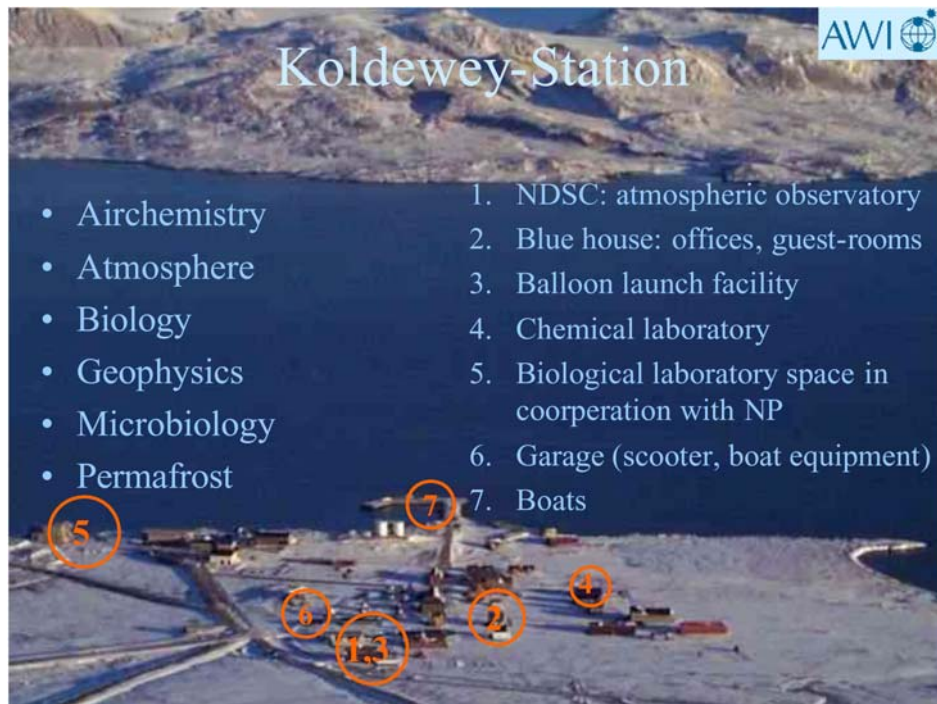 AWI
Koldewey-Station
• Airchemistry
• Atmosphere
• Biology
• Geophysics
• Microbiology
• Permafrost
1. NDSC: atmospheric observatory
2. Blue house: offices, guest-rooms
3. Balloon launch facility
4. Chemical laboratory
5. Biological laboratory space in
coorperation with NP
6. Garage (scooter, boat equipment)
7. Boats
7
5
4
6
2
1,3